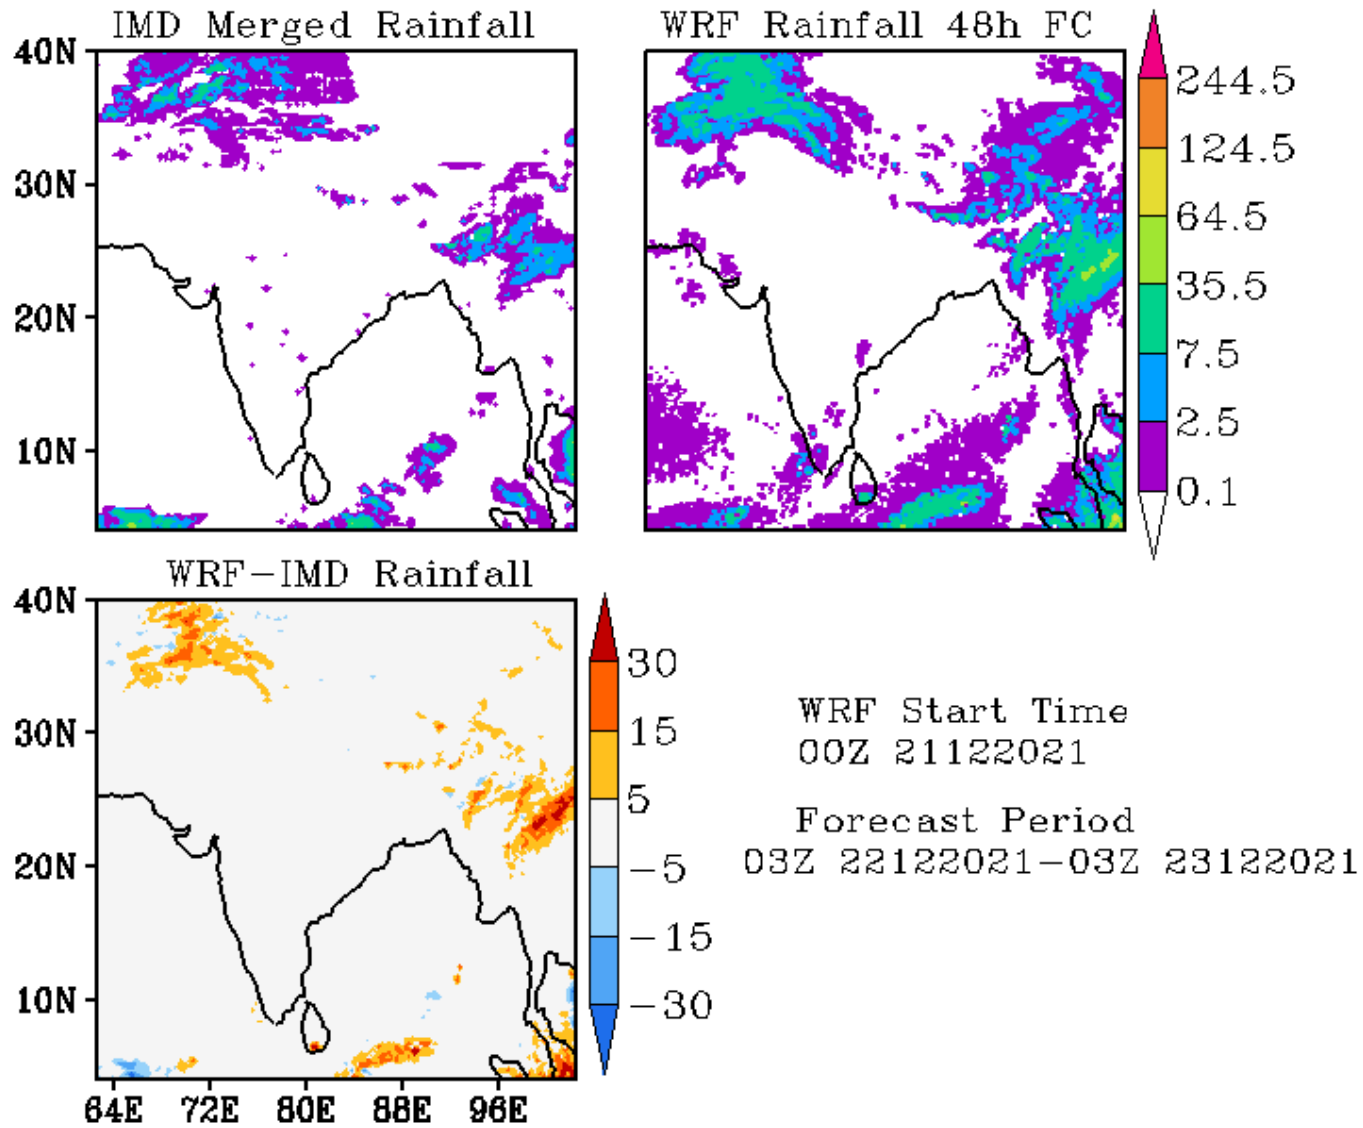 IMD Merged Rainfall
WRF Rainfall 48h FC
40N
30N
20N
10N
244.5
124.5
64.5
35.5
7.5
2.5
0.1
WRF-IMD Rainfall
40N
30N
20N
10N
64E 72E 80E 88E 96E
30
15
5
-5
-15
-30
WRF Start Time
00Z 21122021
Forecast Period
03Z 22122021-03Z 23122021